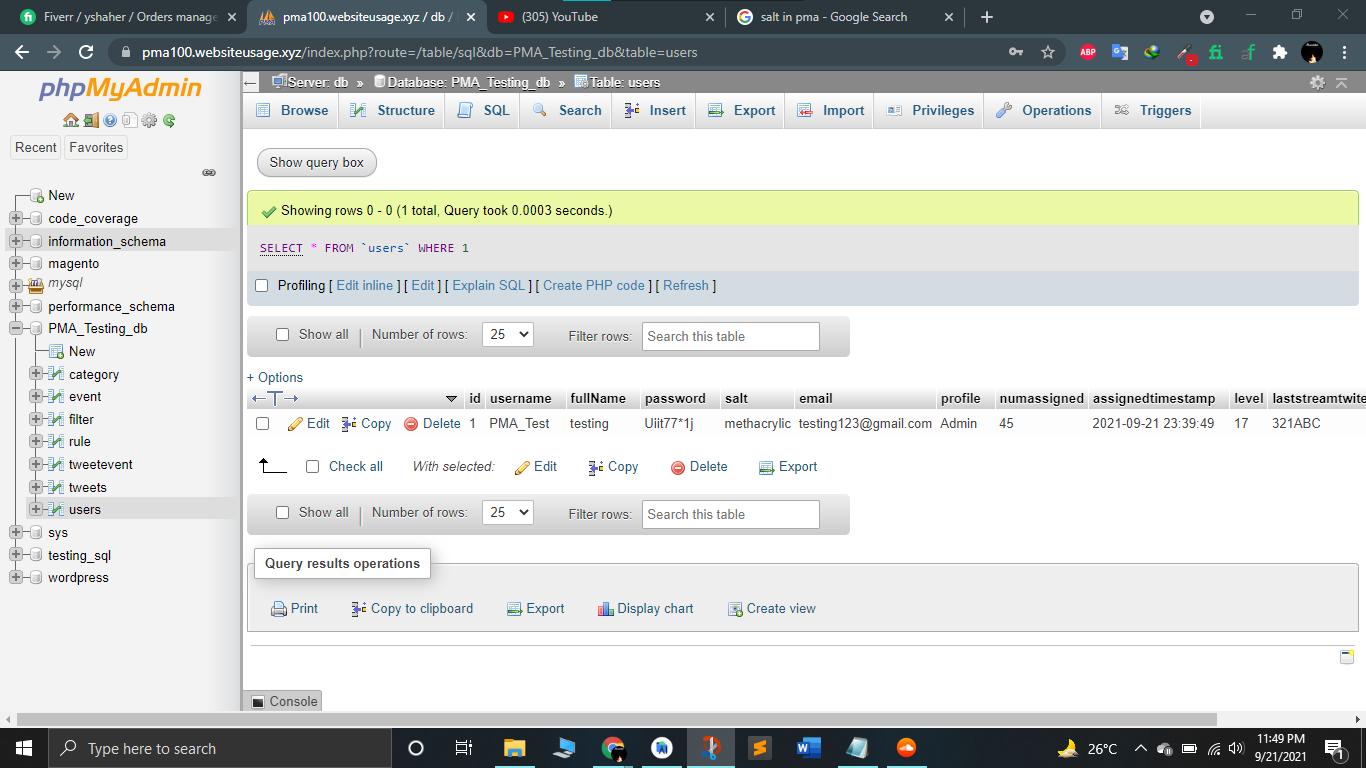 Fiverr / yshaher / Orders manage
pma100.websiteusage.xyz / db /
(305) YouTube
salt in pma - Google Search
pma100.websiteusage.xyz/index.php?route=/table/sql&db=PMA_Testing_db&table=users
ABP
phpMyAdmin
Recent
Favorites
New
code_coverage
information_schema
magento
mysql
performance_schema
PMA_Testing_db
New
category
event
filter
rule
tweetevent
tweets
users
sys
testing_sql
wordpress
Server: db » Database: PMA_Testing_db » Table: users
Browse Structure SQL Search Insert Export Import Privileges Operations Triggers
Show query box
Showing rows 0 - 0 (1 total, Query took 0.0003 seconds.)
SELECT * FROM `users` WHERE 1
Profiling [ Edit inline ] [ Edit ] [ Explain SQL ] [ Create PHP code ] [ Refresh ]
Show all Number of rows: 25 Filter rows: Search this table
+ Options
id username fullName password salt email profile numassigned assignedtimestamp level laststreamtwite
Edit Copy Delete 1 PMA_Test testing Uiit77*1j methacrylic testing123@gmail.com Admin 45 2021-09-21 23:39:49 17 321ABC
Check all With selected: Edit Copy Delete Export
Show all Number of rows: 25 Filter rows: Search this table
Query results operations
Print Copy to clipboard Export Display chart Create view
Console
Type here to search
26°C
11:49 PM
9/21/2021
1